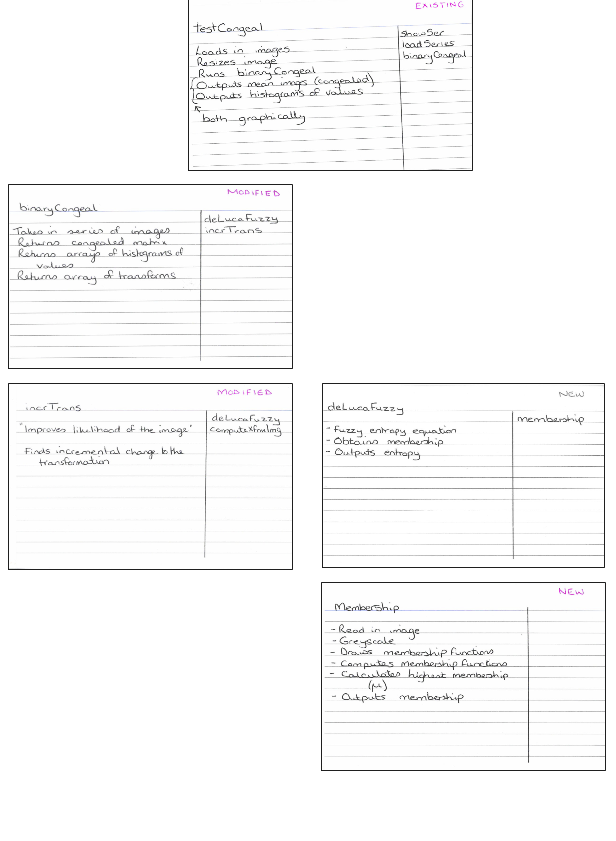 EXISTING
testCongeal
Loads in images
Resizes image
Runs binaryCongeal
Outputs mean imags (congealed)
Outputs histograms of values
both graphically
showSer
loadSeries
binaryCongeal
MODIFIED
binaryCongeal
Takes in series of images
Returns congealed matrix
Returns arrays of histograms of
values
Returns array of transforms
deLucaFuzzy
incrTrans
MODIFIED
incrTrans
"Improves likelihood of the image"
Finds incremental change to the
transformation
deLucaFuzzy
computeXfmdImg
NEW
deLucaFuzzy
- Fuzzy entropy equation
- Obtains membership
- Outputs entropy
membership
NEW
Membership
- Read in image
- Greyscale
- Draws membership functions
- Computes membership functions
- Calculates highest membership
(μ)
- Outputs membership